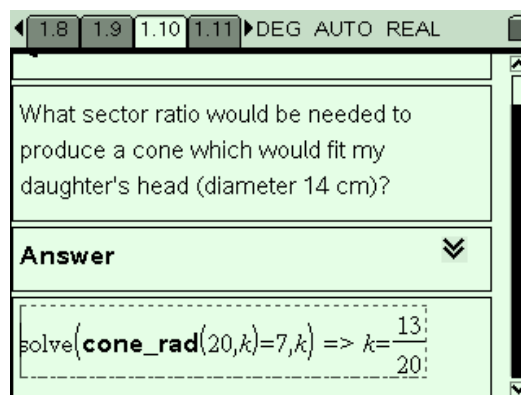 1.8 1.9 1.10 1.11 DEG AUTO REAL
What sector ratio would be needed to
produce a cone which would fit my
daughter's head (diameter 14 cm)?
Answer
solve(cone_rad(20,k)=7,k) => k=13/20